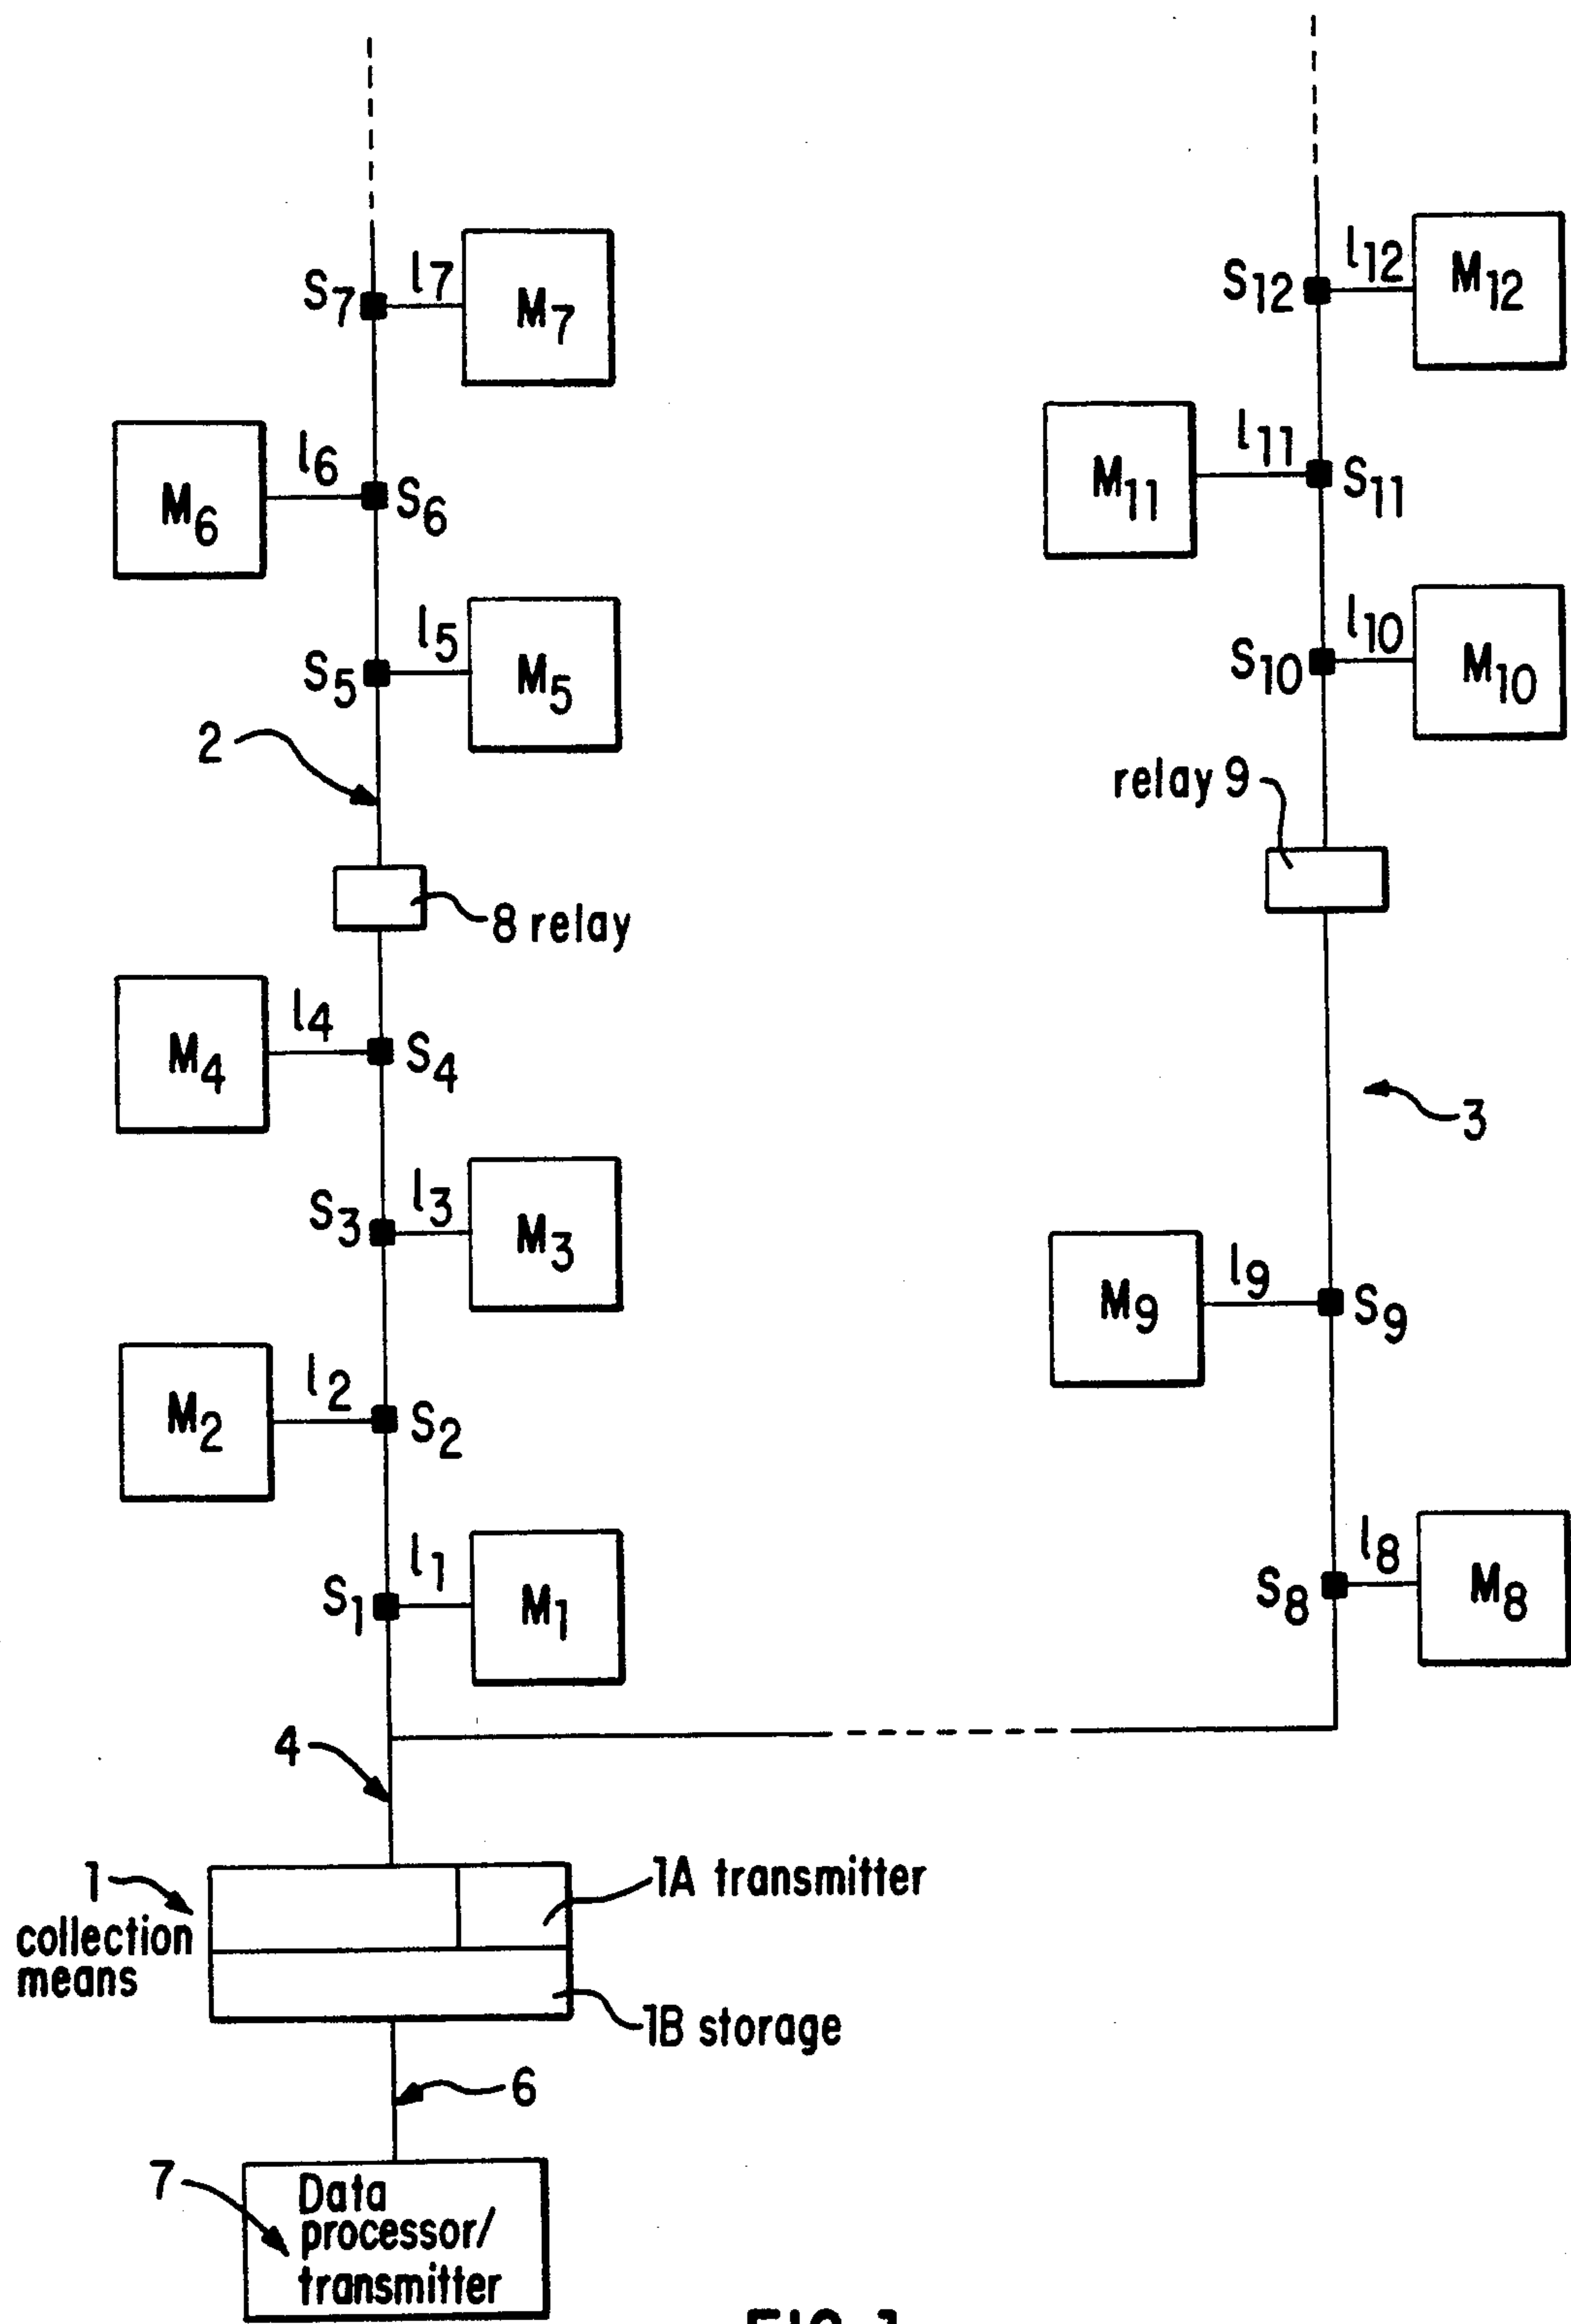 S7 l7 M7
S12 l12 M12
M6 l6 S6
M11 l11 S11
S5 l5 M5
S10 l10 M10
2
relay 9
8 relay
M4 l4 S4
3
S3 l3 M3
M9 l9 S9
M2 l2 S2
S1 l1 M1
S8 l8 M8
4
1
collection
means
1A transmitter
1B storage
6
7
Data
processor/
transmitter